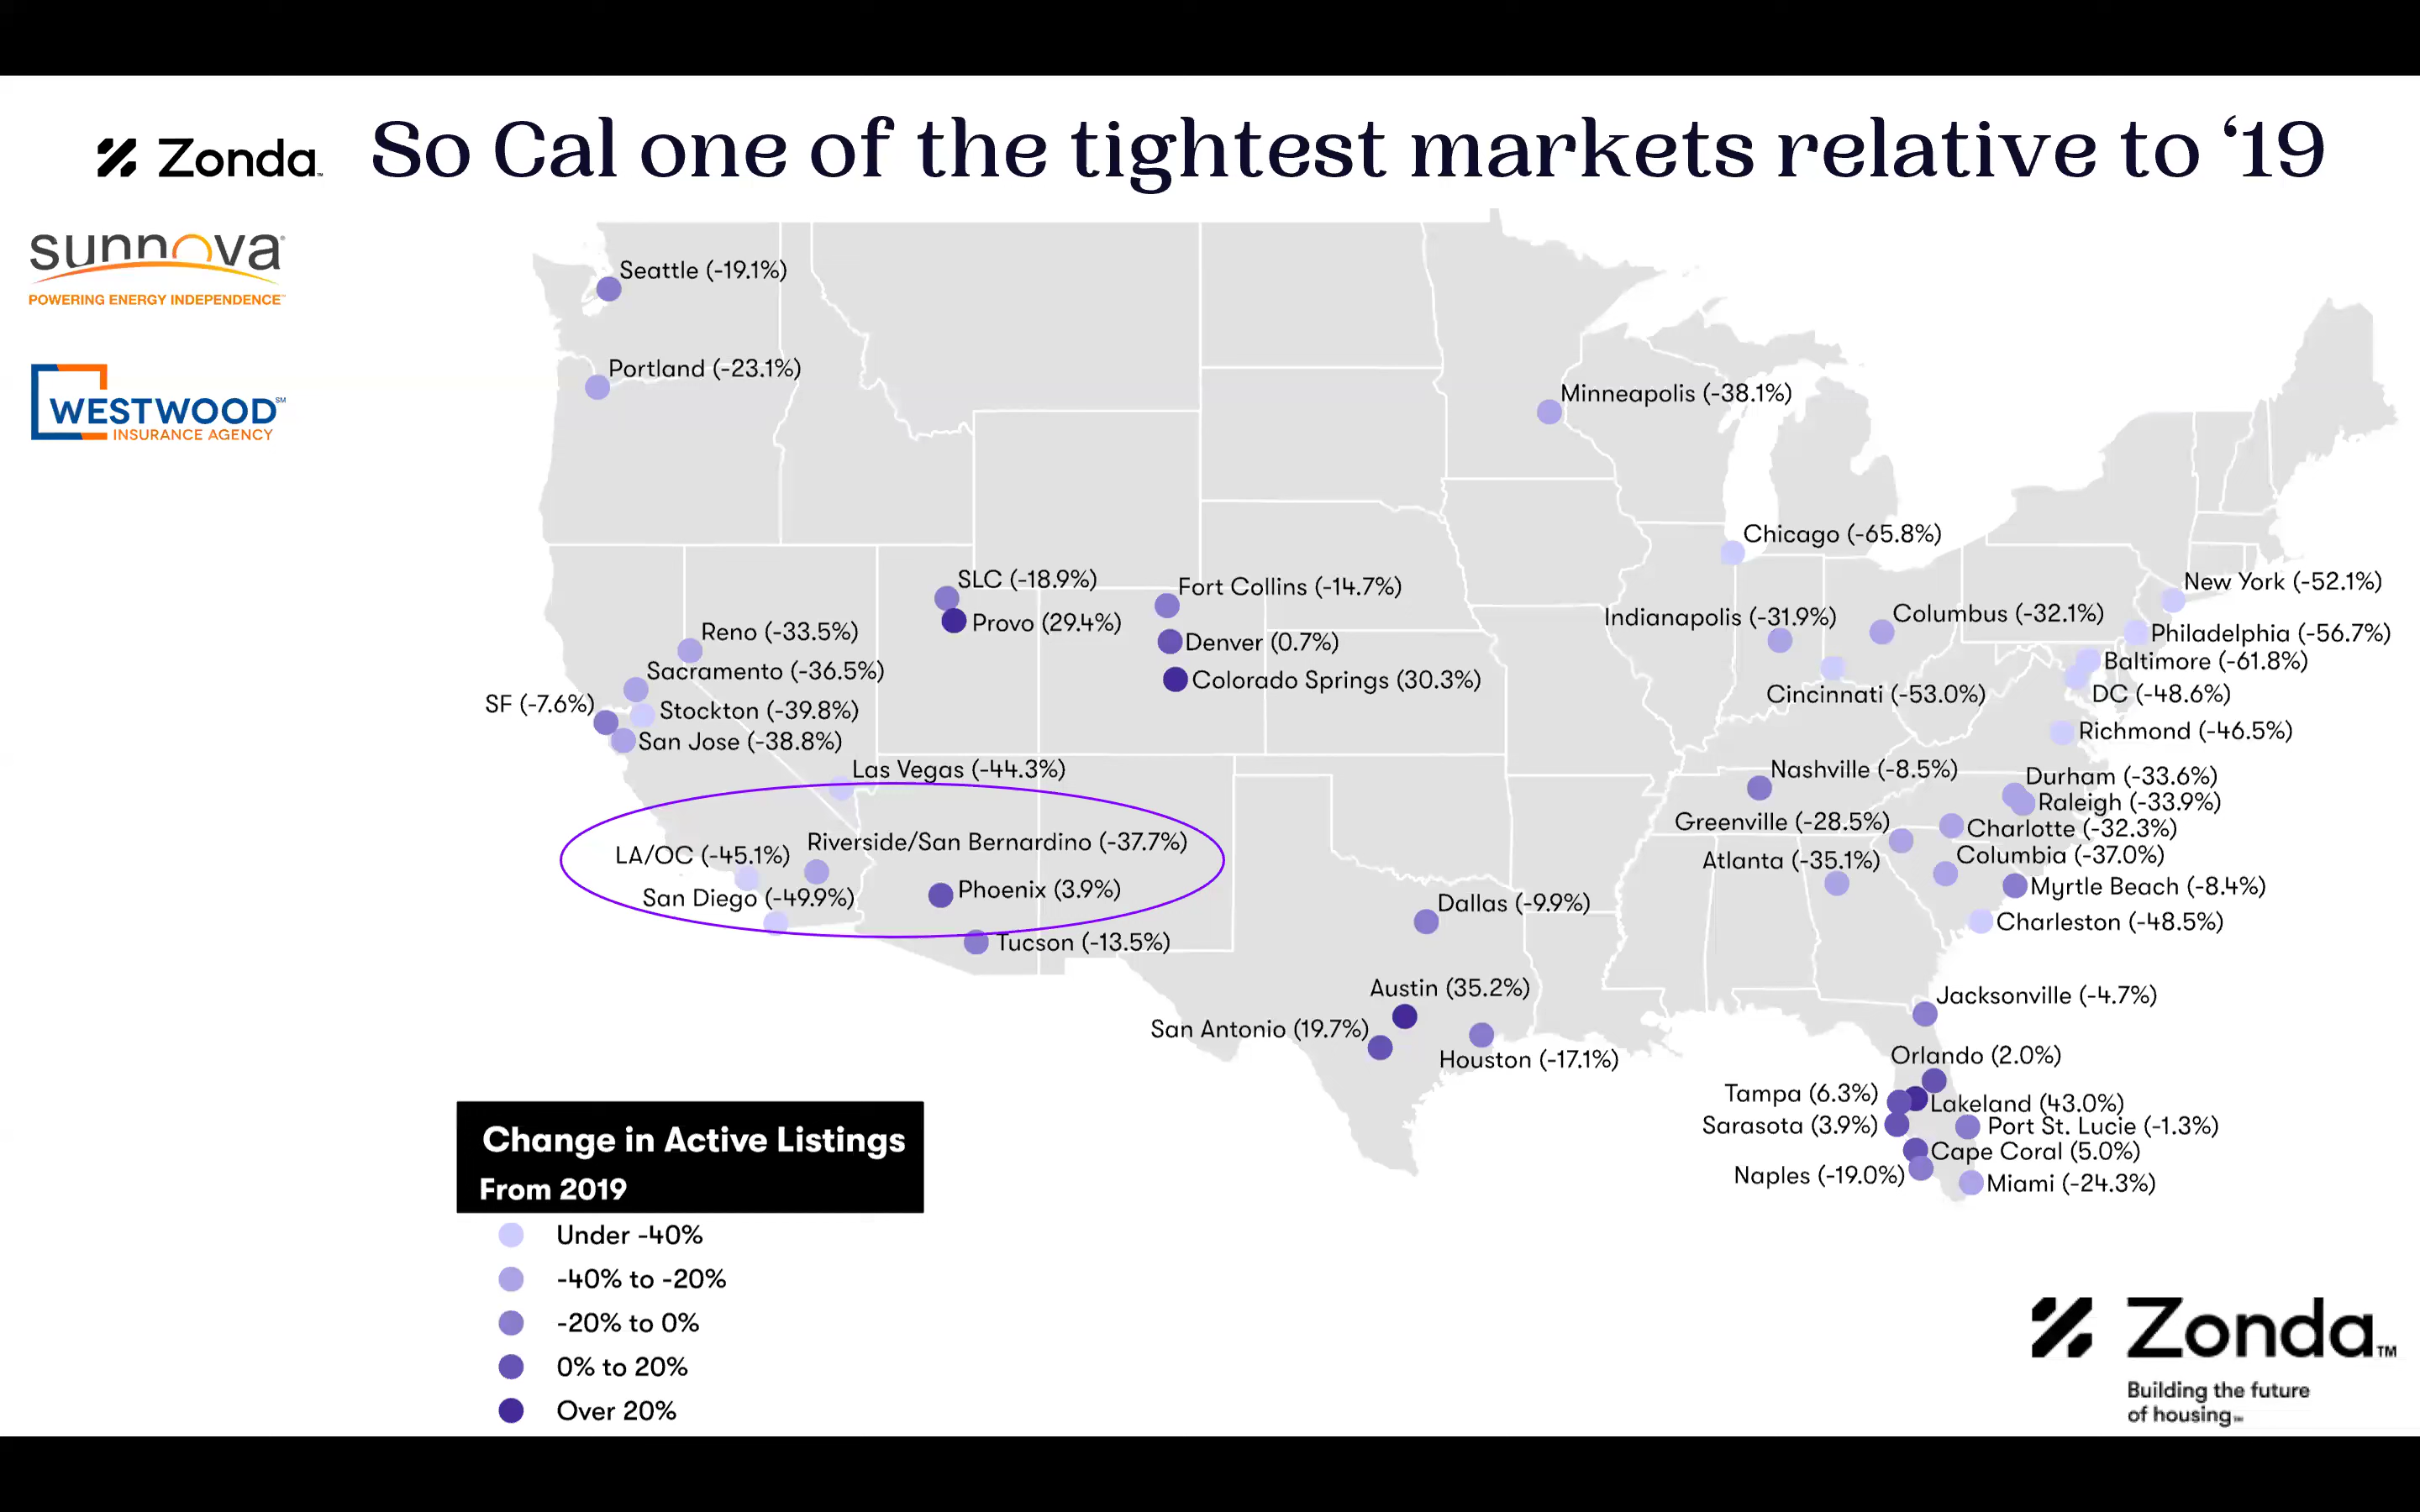 Zonda™
So Cal one of the tightest markets relative to ‘19
sunnova®
POWERING ENERGY INDEPENDENCE™
WESTWOOD℠
INSURANCE AGENCY
Seattle (-19.1%)
Portland (-23.1%)
Minneapolis (-38.1%)
Chicago (-65.8%)
SLC (-18.9%)
Provo (29.4%)
Fort Collins (-14.7%)
Denver (0.7%)
Colorado Springs (30.3%)
Reno (-33.5%)
Sacramento (-36.5%)
SF (-7.6%)
Stockton (-39.8%)
San Jose (-38.8%)
Las Vegas (-44.3%)
LA/OC (-45.1%)
Riverside/San Bernardino (-37.7%)
San Diego (-49.9%)
Phoenix (3.9%)
Tucson (-13.5%)
Indianapolis (-31.9%)
Columbus (-32.1%)
Cincinnati (-53.0%)
New York (-52.1%)
Philadelphia (-56.7%)
Baltimore (-61.8%)
DC (-48.6%)
Richmond (-46.5%)
Nashville (-8.5%)
Durham (-33.6%)
Raleigh (-33.9%)
Greenville (-28.5%)
Charlotte (-32.3%)
Atlanta (-35.1%)
Columbia (-37.0%)
Myrtle Beach (-8.4%)
Charleston (-48.5%)
Dallas (-9.9%)
Austin (35.2%)
San Antonio (19.7%)
Houston (-17.1%)
Jacksonville (-4.7%)
Orlando (2.0%)
Tampa (6.3%)
Lakeland (43.0%)
Sarasota (3.9%)
Port St. Lucie (-1.3%)
Cape Coral (5.0%)
Naples (-19.0%)
Miami (-24.3%)
Change in Active Listings
From 2019
Under -40%
-40% to -20%
-20% to 0%
0% to 20%
Over 20%
Zonda™
Building the future
of housing™